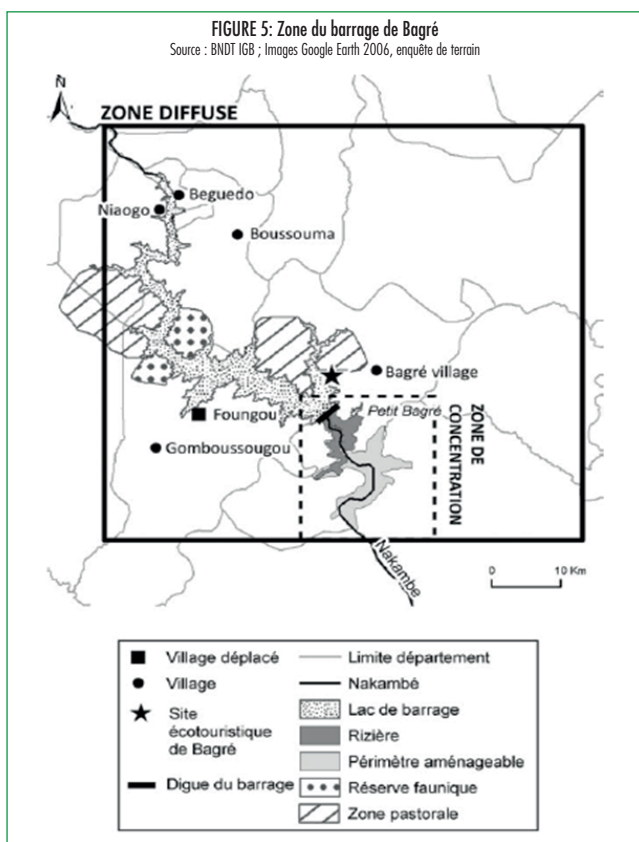 FIGURE 5: Zone du barrage de Bagré
Source : BNDT IGB ; Images Google Earth 2006, enquête de terrain
N
ZONE DIFFUSE
Beguedo
Niaogo
Boussouma
Bagré village
Petit Bagré
ZONE DE
CONCENTRATION
Foungou
Gomboussougou
Nakambe
0 10 Km
Village déplacé
Village
Site
écotouristique
de Bagré
Digue du barrage
Limite département
Nakambé
Lac de barrage
Rizière
Périmètre aménageable
Réserve faunique
Zone pastorale